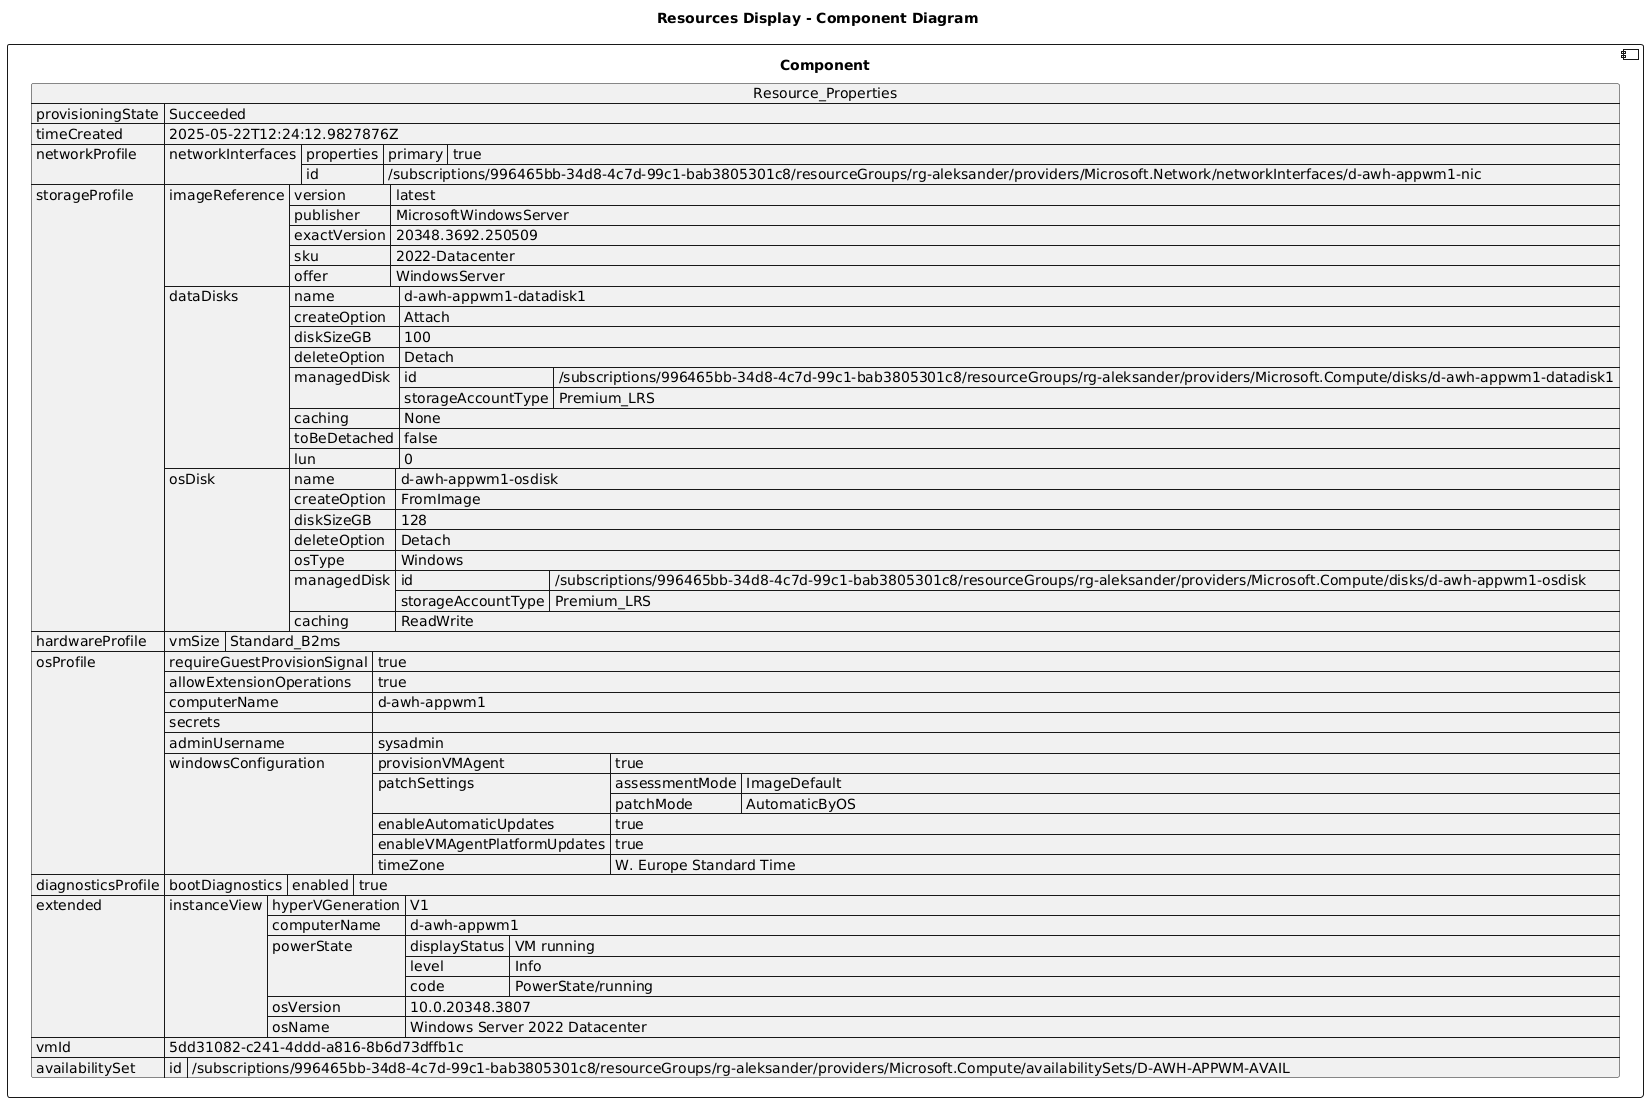 Resources Display - Component Diagram
Component
Resource_Properties
provisioningState Succeeded
timeCreated 2025-05-22T12:24:12.9827876Z
networkProfile networkInterfaces properties primary true
id /subscriptions/996465bb-34d8-4c7d-99c1-bab3805301c8/resourceGroups/rg-aleksander/providers/Microsoft.Network/networkInterfaces/d-awh-appwm1-nic
storageProfile imageReference version latest
publisher MicrosoftWindowsServer
exactVersion 20348.3692.250509
sku 2022-Datacenter
offer WindowsServer
dataDisks name d-awh-appwm1-datadisk1
createOption Attach
diskSizeGB 100
deleteOption Detach
managedDisk id /subscriptions/996465bb-34d8-4c7d-99c1-bab3805301c8/resourceGroups/rg-aleksander/providers/Microsoft.Compute/disks/d-awh-appwm1-datadisk1
storageAccountType Premium_LRS
caching None
toBeDetached false
lun 0
osDisk name d-awh-appwm1-osdisk
createOption FromImage
diskSizeGB 128
deleteOption Detach
osType Windows
managedDisk id /subscriptions/996465bb-34d8-4c7d-99c1-bab3805301c8/resourceGroups/rg-aleksander/providers/Microsoft.Compute/disks/d-awh-appwm1-osdisk
storageAccountType Premium_LRS
caching ReadWrite
hardwareProfile vmSize Standard_B2ms
osProfile requireGuestProvisionSignal true
allowExtensionOperations true
computerName d-awh-appwm1
secrets
adminUsername sysadmin
windowsConfiguration provisionVMAgent true
patchSettings assessmentMode ImageDefault
patchMode AutomaticByOS
enableAutomaticUpdates true
enableVMAgentPlatformUpdates true
timeZone W. Europe Standard Time
diagnosticsProfile bootDiagnostics enabled true
extended instanceView hyperVGeneration V1
computerName d-awh-appwm1
powerState displayStatus VM running
level Info
code PowerState/running
osVersion 10.0.20348.3807
osName Windows Server 2022 Datacenter
vmId 5dd31082-c241-4ddd-a816-8b6d73dffb1c
availabilitySet id /subscriptions/996465bb-34d8-4c7d-99c1-bab3805301c8/resourceGroups/rg-aleksander/providers/Microsoft.Compute/availabilitySets/D-AWH-APPWM-AVAIL